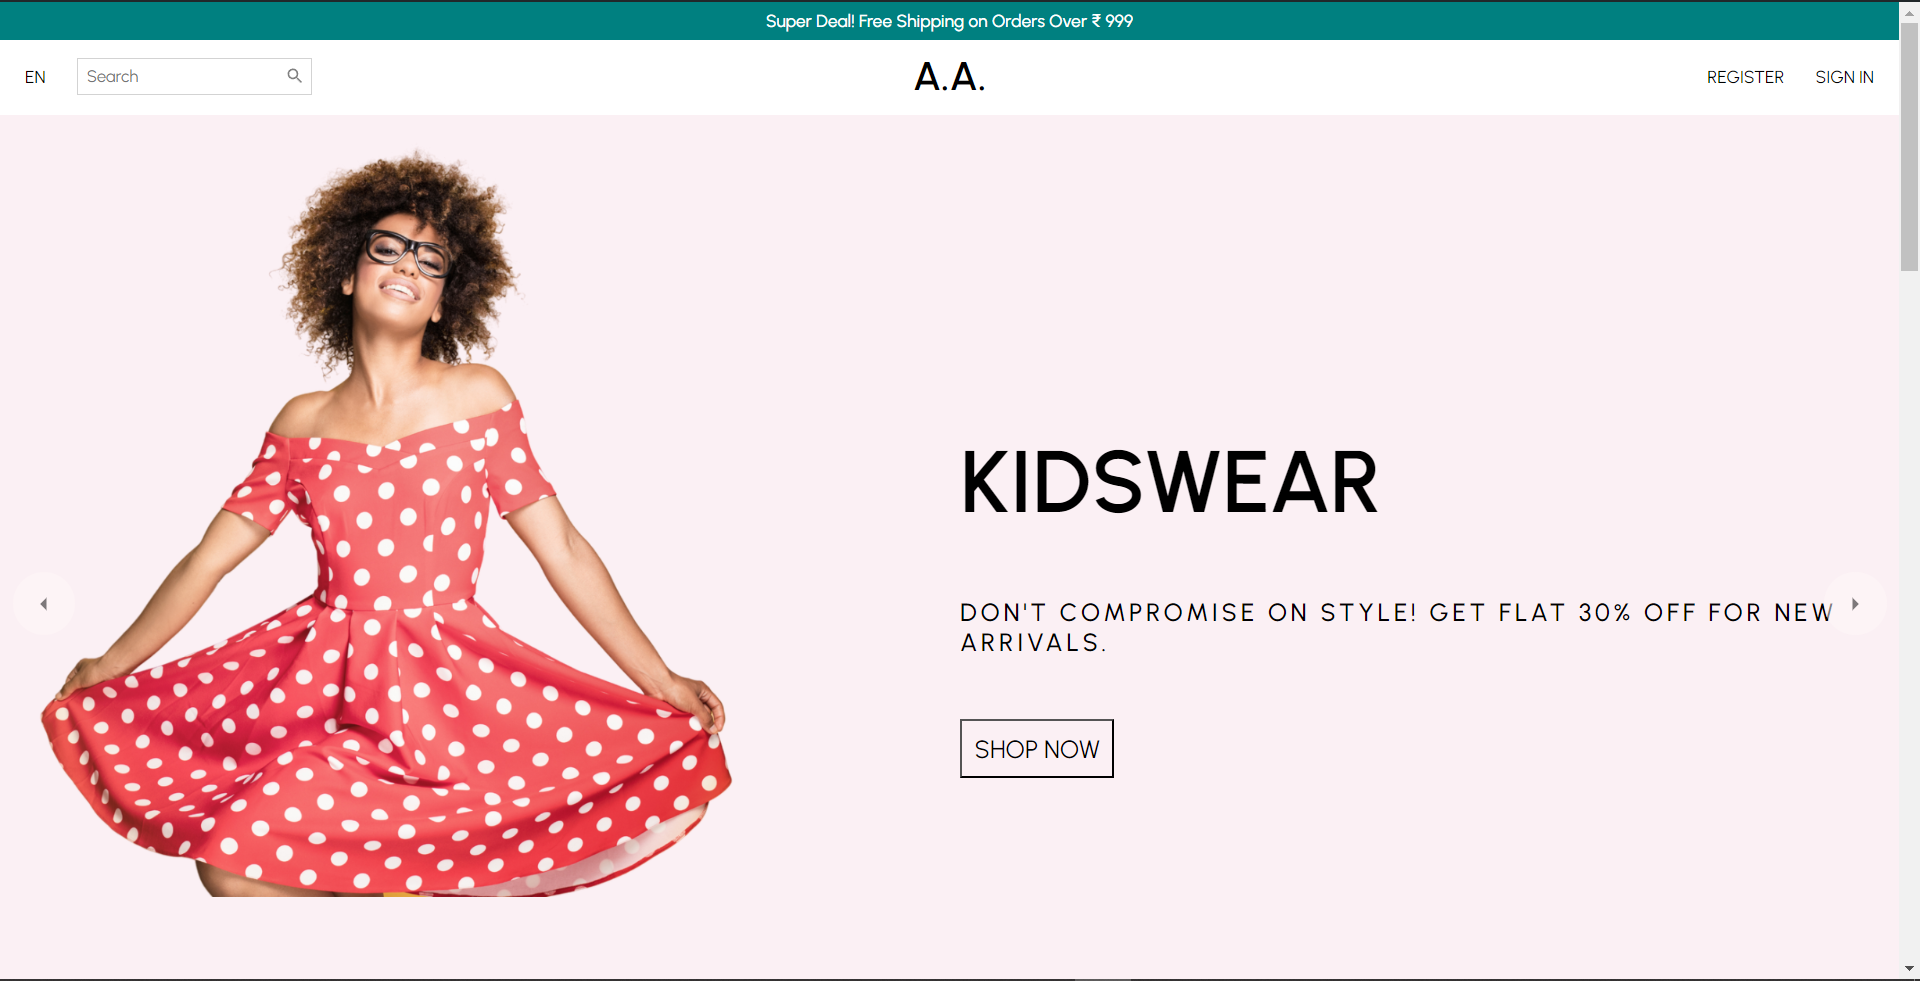 Super Deal! Free Shipping on Orders Over ₹ 999
EN
Search
A.A.
REGISTER
SIGN IN
KIDSWEAR
DON'T COMPROMISE ON STYLE! GET FLAT 30% OFF FOR NEW
ARRIVALS.
SHOP NOW